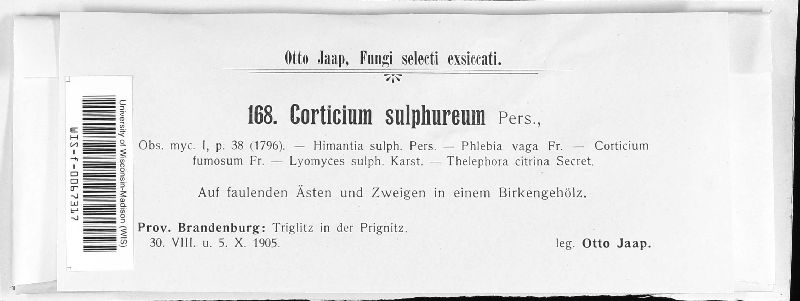 Otto Jaap, Fungi selecti exsiccati.
168. Corticium sulphureum Pers.,
Obs. myc. I, p. 38 (1796). — Himantia sulph. Pers. — Phlebia vaga Fr. — Corticium
fumosum Fr. — Lyomyces sulph. Karst. — Thelephora citrina Secret.
Auf faulenden Ästen und Zweigen in einem Birkengehölz.
Prov. Brandenburg: Triglitz in der Prignitz.
30. VIII. u. 5. X. 1905.
leg. Otto Jaap.
University of Wisconsin-Madison (WIS)
WIS-f-0067317